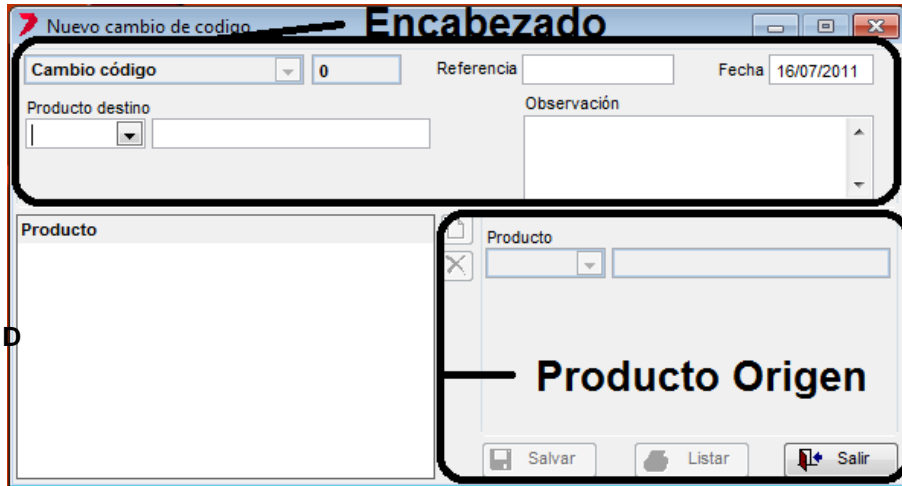 Nuevo cambio de codigo
Encabezado
Cambio código 0 Referencia Fecha 16/07/2011
Producto destino Observación
Producto
Producto
D
Producto Origen
Salvar Listar Salir